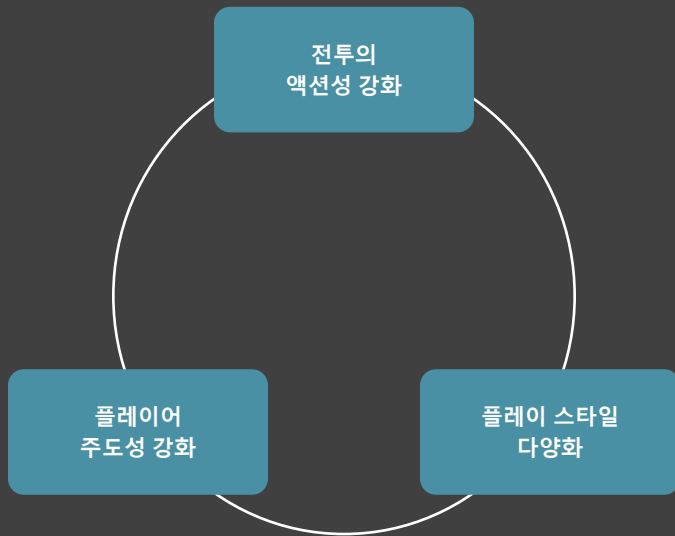 전투의
액션성 강화
플레이어
주도성 강화
플레이 스타일
다양화